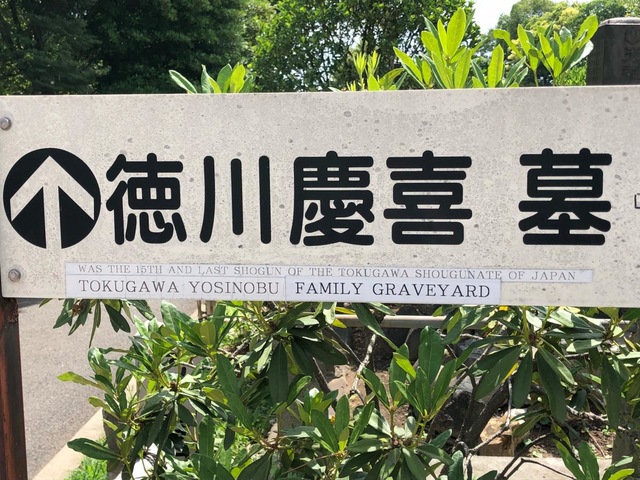 徳川慶喜 墓
WAS THE 15TH AND LAST SHOGUN OF THE TOKUGAWA SHOUGUNATE OF JAPAN
TOKUGAWA YOSINOBU FAMILY GRAVEYARD